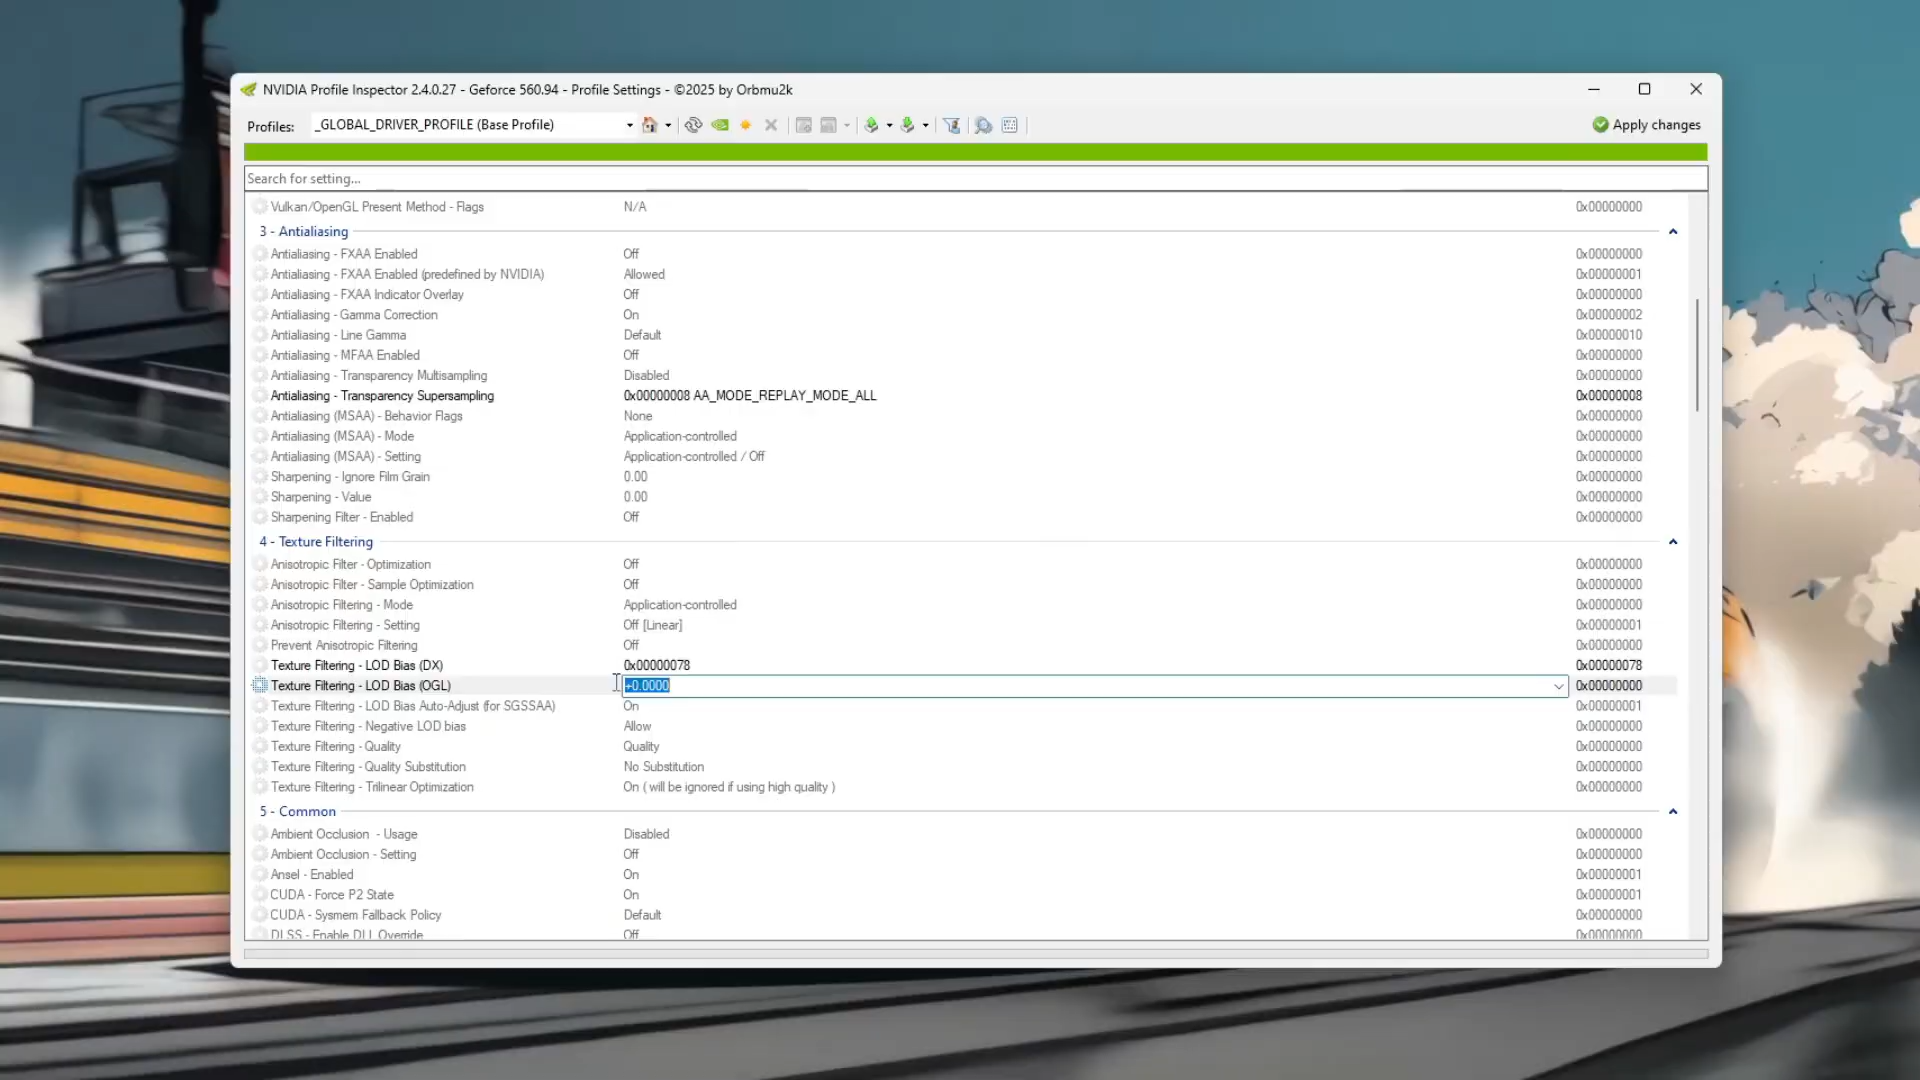 NVIDIA Profile Inspector 2.4.0.27 - Geforce 560.94 - Profile Settings - ©2025 by Orbmu2k
Profiles: _GLOBAL_DRIVER_PROFILE (Base Profile) Apply changes
Search for setting...
Vulkan/OpenGL Present Method - Flags N/A 0x00000000
3 - Antialiasing
Antialiasing - FXAA Enabled Off 0x00000000
Antialiasing - FXAA Enabled (predefined by NVIDIA) Allowed 0x00000001
Antialiasing - FXAA Indicator Overlay Off 0x00000000
Antialiasing - Gamma Correction On 0x00000002
Antialiasing - Line Gamma Default 0x00000010
Antialiasing - MFAA Enabled Off 0x00000000
Antialiasing - Transparency Multisampling Disabled 0x00000000
Antialiasing - Transparency Supersampling 0x00000008 AA_MODE_REPLAY_MODE_ALL 0x00000008
Antialiasing (MSAA) - Behavior Flags None 0x00000000
Antialiasing (MSAA) - Mode Application-controlled 0x00000000
Antialiasing (MSAA) - Setting Application-controlled / Off 0x00000000
Sharpening - Ignore Film Grain 0.00 0x00000000
Sharpening - Value 0.00 0x00000000
Sharpening Filter - Enabled Off 0x00000000
4 - Texture Filtering
Anisotropic Filter - Optimization Off 0x00000000
Anisotropic Filter - Sample Optimization Off 0x00000000
Anisotropic Filtering - Mode Application-controlled 0x00000000
Anisotropic Filtering - Setting Off [Linear] 0x00000001
Prevent Anisotropic Filtering Off 0x00000000
Texture Filtering - LOD Bias (DX) 0x00000078 0x00000078
Texture Filtering - LOD Bias (OGL) +0.0000 0x00000000
Texture Filtering - LOD Bias Auto-Adjust (for SGSSAA) On 0x00000001
Texture Filtering - Negative LOD bias Allow 0x00000000
Texture Filtering - Quality Quality 0x00000000
Texture Filtering - Quality Substitution No Substitution 0x00000000
Texture Filtering - Trilinear Optimization On ( will be ignored if using high quality ) 0x00000000
5 - Common
Ambient Occlusion - Usage Disabled 0x00000000
Ambient Occlusion - Setting Off 0x00000000
Ansel - Enabled On 0x00000001
CUDA - Force P2 State On 0x00000001
CUDA - Sysmem Fallback Policy Default 0x00000000
DLSS - Enable DLL Override Off 0x00000000